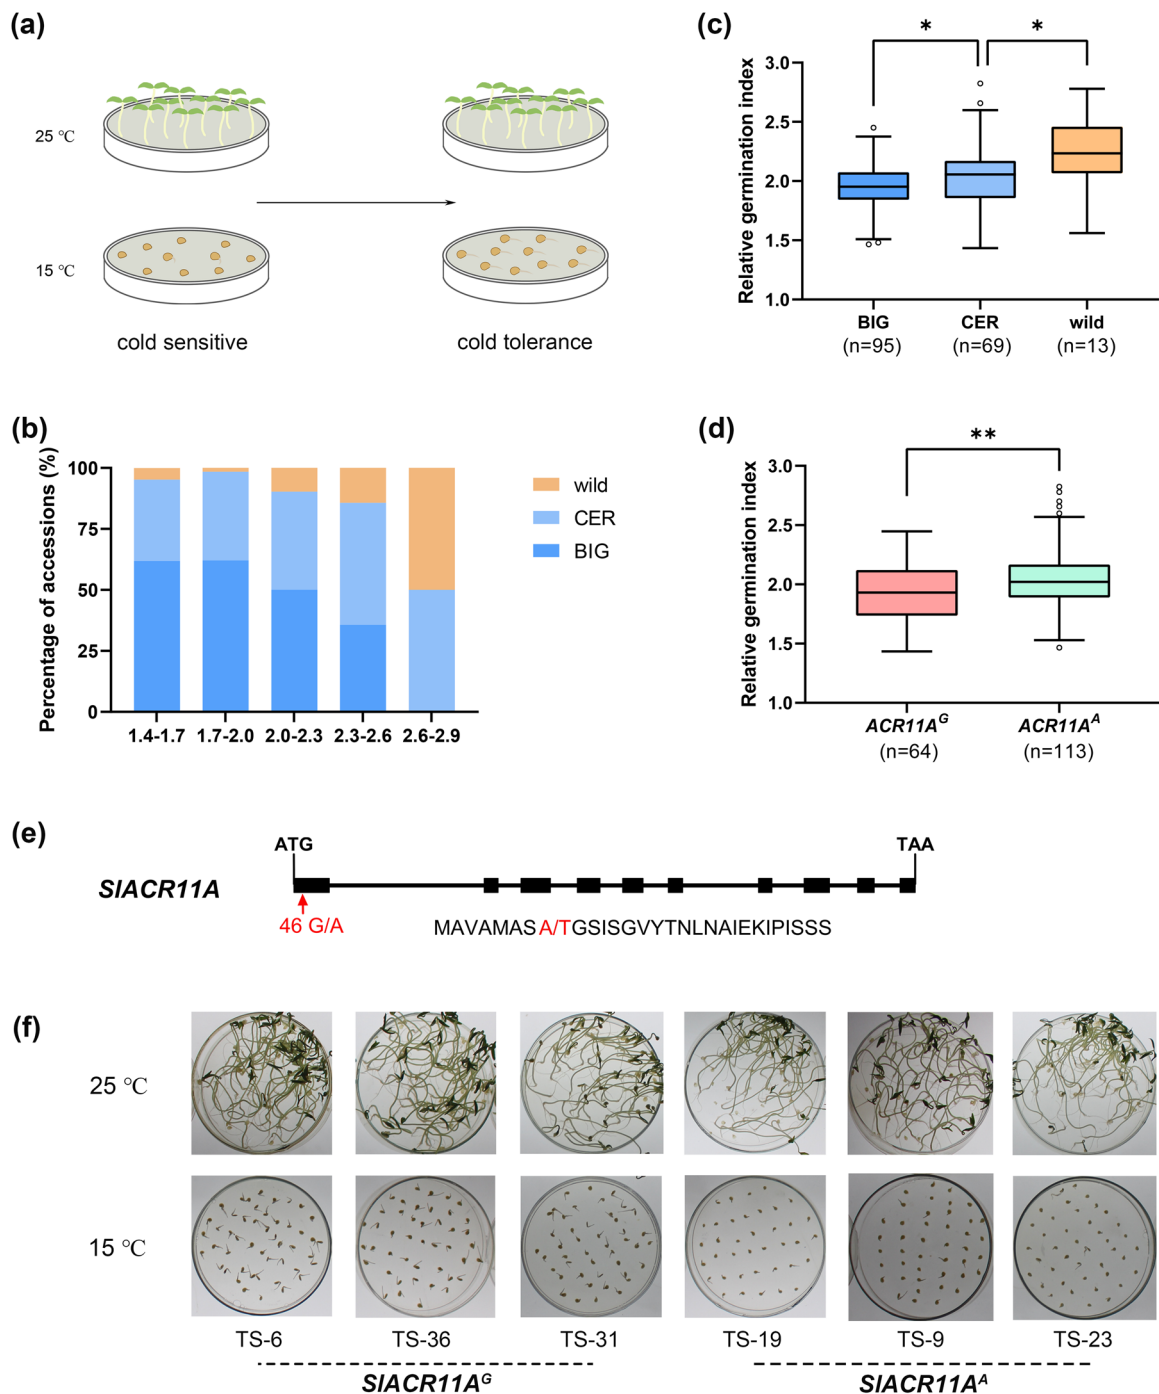 (a)
25 ℃
15 ℃
cold sensitive
cold tolerance
(b)
Percentage of accessions (%)
100
75
50
25
0
1.4-1.7
1.7-2.0
2.0-2.3
2.3-2.6
2.6-2.9
wild
CER
BIG
(c)
Relative germination index
3.0
2.5
2.0
1.5
1.0
*
*
BIG
(n=95)
CER
(n=69)
wild
(n=13)
(d)
Relative germination index
3.0
2.5
2.0
1.5
1.0
**
ACR11A^G
(n=64)
ACR11A^A
(n=113)
(e)
ATG
TAA
SlACR11A
46 G/A
MAVAMASA/TGSISGVYTNLNAIEKIPISSS
(f)
25 ℃
15 ℃
TS-6
TS-36
TS-31
TS-19
TS-9
TS-23
SlACR11A^G
SlACR11A^A